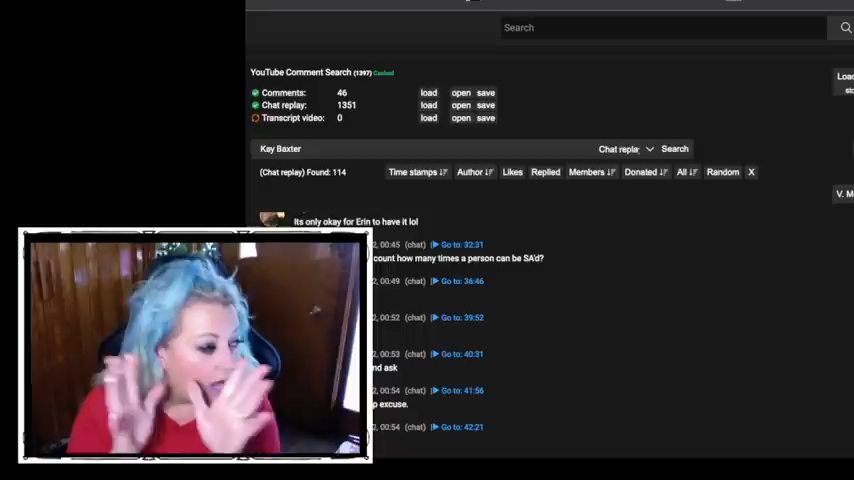 Search
YouTube Comment Search (1397) Cached
Comments: 46 load open save
Chat replay: 1351 load open save
Transcript video: 0 load open save
Kay Baxter Chat repla Search
(Chat replay) Found: 114 Time stamps Author Likes Replied Members Donated All Random X
Its only okay for Erin to have it lol
2, 00:45 (chat) Go to: 32:31
count how many times a person can be SA'd?
2, 00:49 (chat) Go to: 36:46
2, 00:52 (chat) Go to: 39:52
2, 00:53 (chat) Go to: 40:31
nd ask
2, 00:54 (chat) Go to: 41:56
p excuse.
2, 00:54 (chat) Go to: 42:21
Loa
sto
V. M